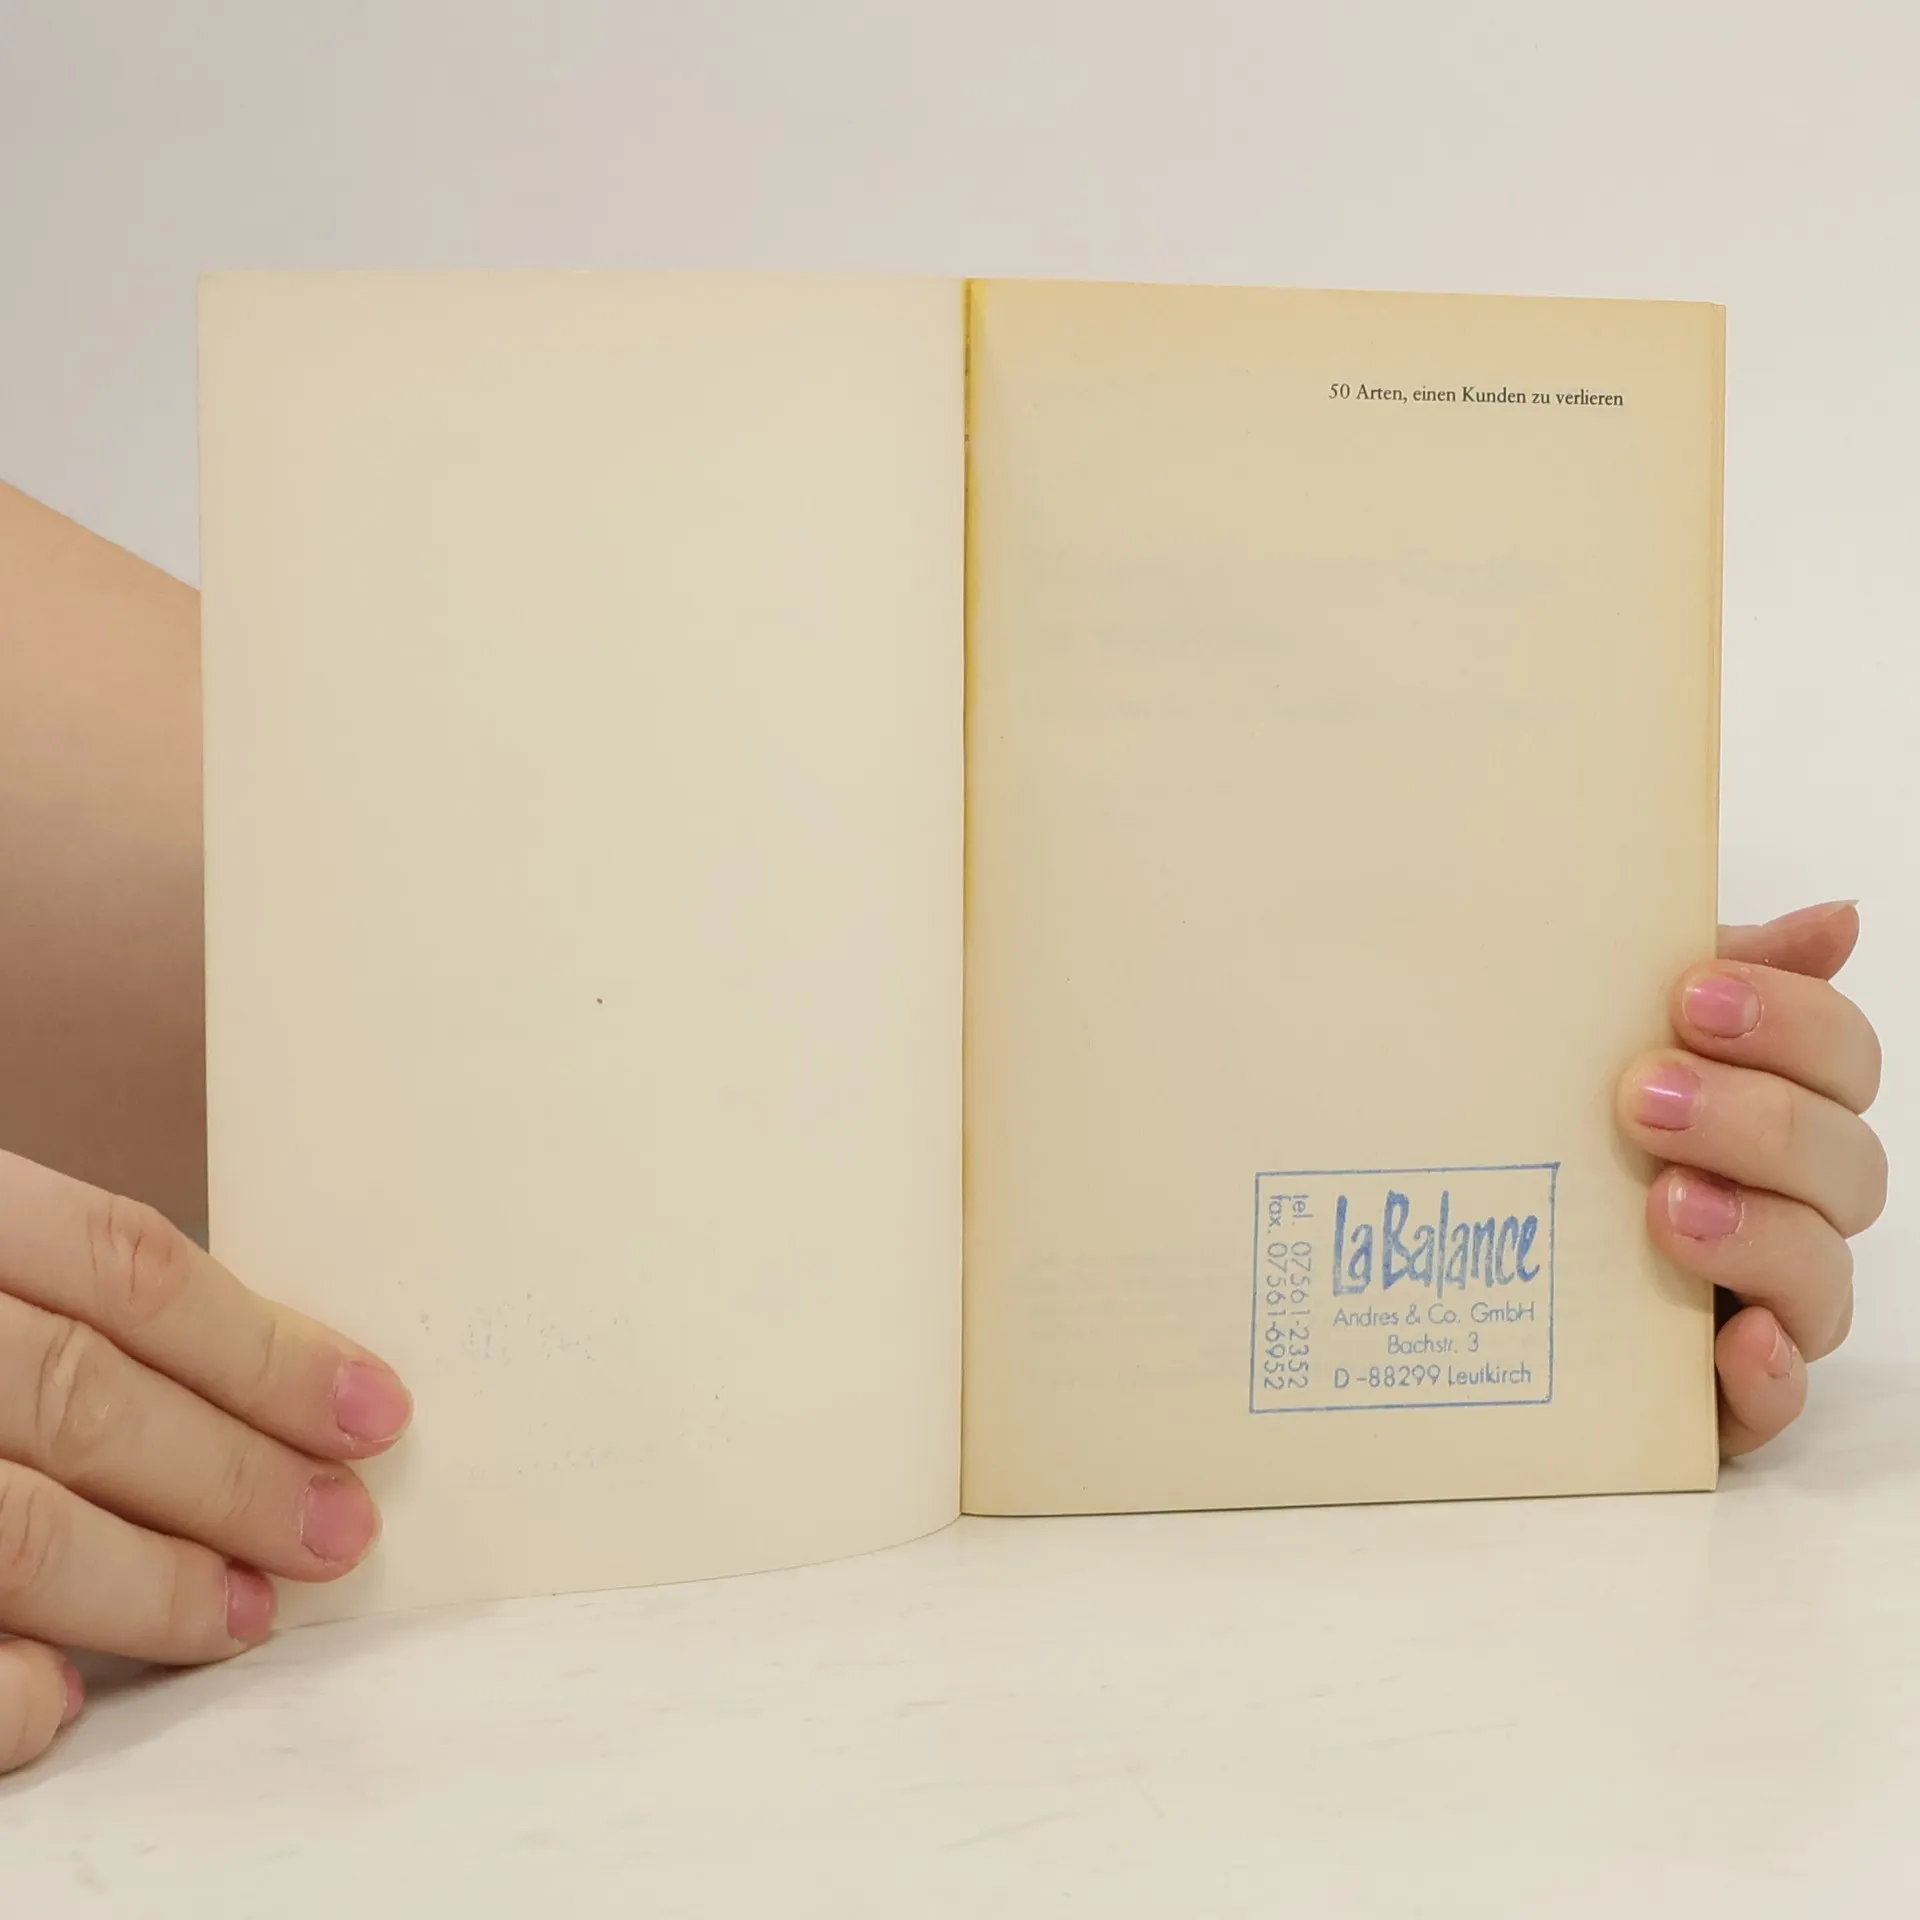 50 Arten, einen Kunden zu verlieren
La Balance
Andres & Co. GmbH
Bachstr. 3
D-88299 Leutkirch
tel. 07561-2352
fax. 07561-6952